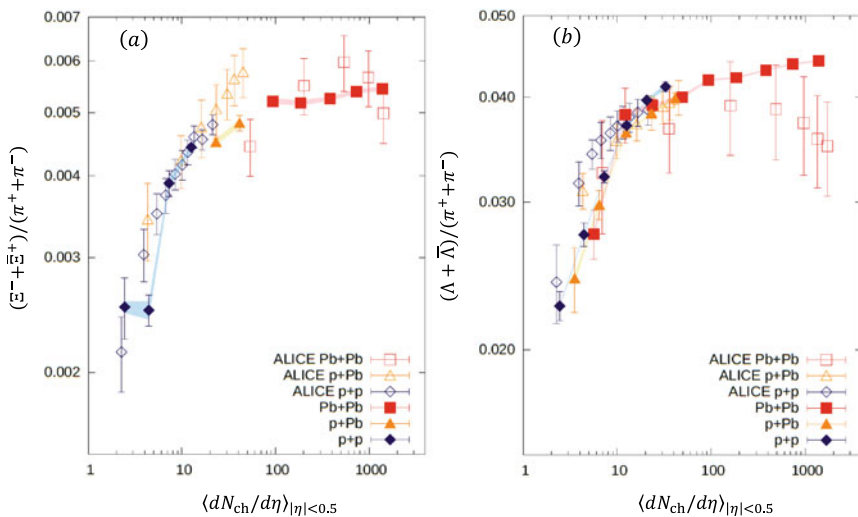 (a)
0.007
0.006
0.005
0.004
0.003
0.002
(Ξ⁻+Ξ̄⁺)/(π⁺+π⁻)
ALICE Pb+Pb
ALICE p+Pb
ALICE p+p
Pb+Pb
p+Pb
p+p
1 10 100 1000
⟨dN_ch/dη⟩_|η|<0.5
(b)
0.050
0.040
0.030
0.020
(Λ + Λ̄)/(π⁺+π⁻)
ALICE Pb+Pb
ALICE p+Pb
ALICE p+p
Pb+Pb
p+Pb
p+p
1 10 100 1000
⟨dN_ch/dη⟩_|η|<0.5